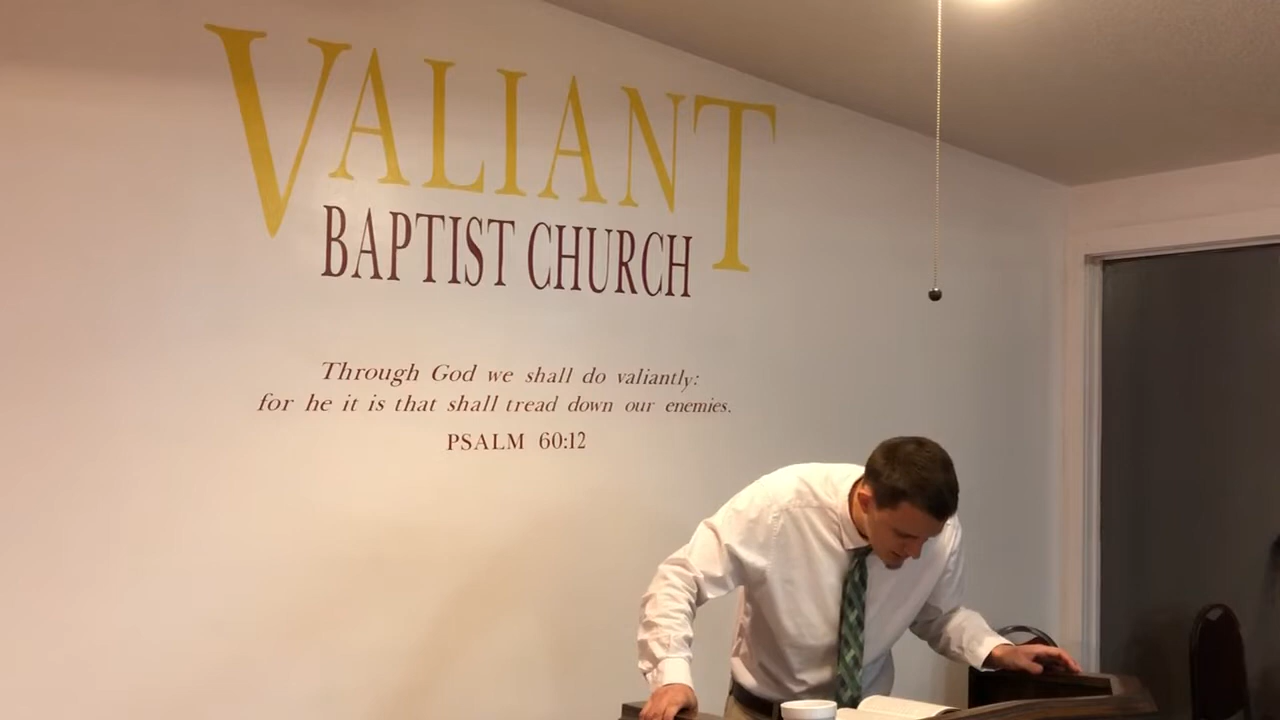 VALIANT
BAPTIST CHURCH
Through God we shall do valiantly:
for he it is that shall tread down our enemies.
PSALM 60:12